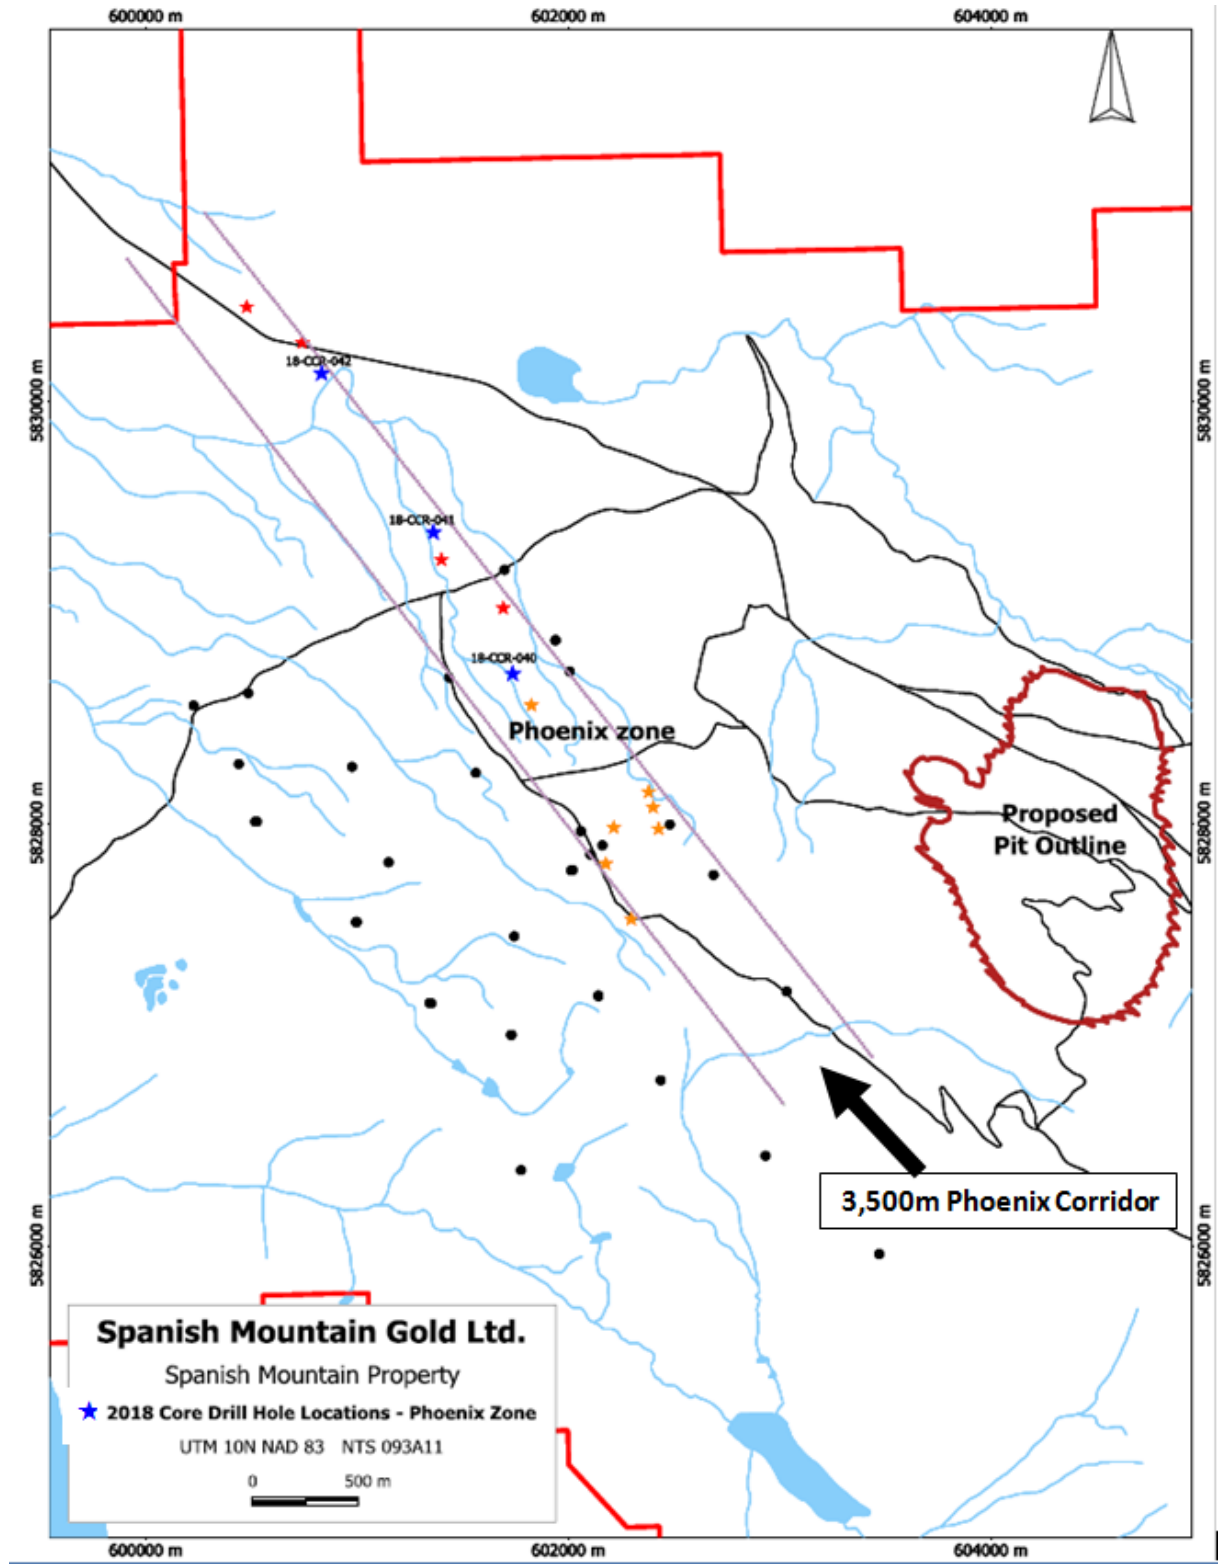 600000 m
602000 m
604000 m
18-CCR-042
5830000 m
5830000 m
18-CCR-041
18-CCR-040
Phoenix zone
5828000 m
5828000 m
Proposed
Pit Outline
3,500m Phoenix Corridor
5826000 m
5826000 m
Spanish Mountain Gold Ltd.
Spanish Mountain Property
2018 Core Drill Hole Locations - Phoenix Zone
UTM 10N NAD 83 NTS 093A11
0 500 m
600000 m
602000 m
604000 m